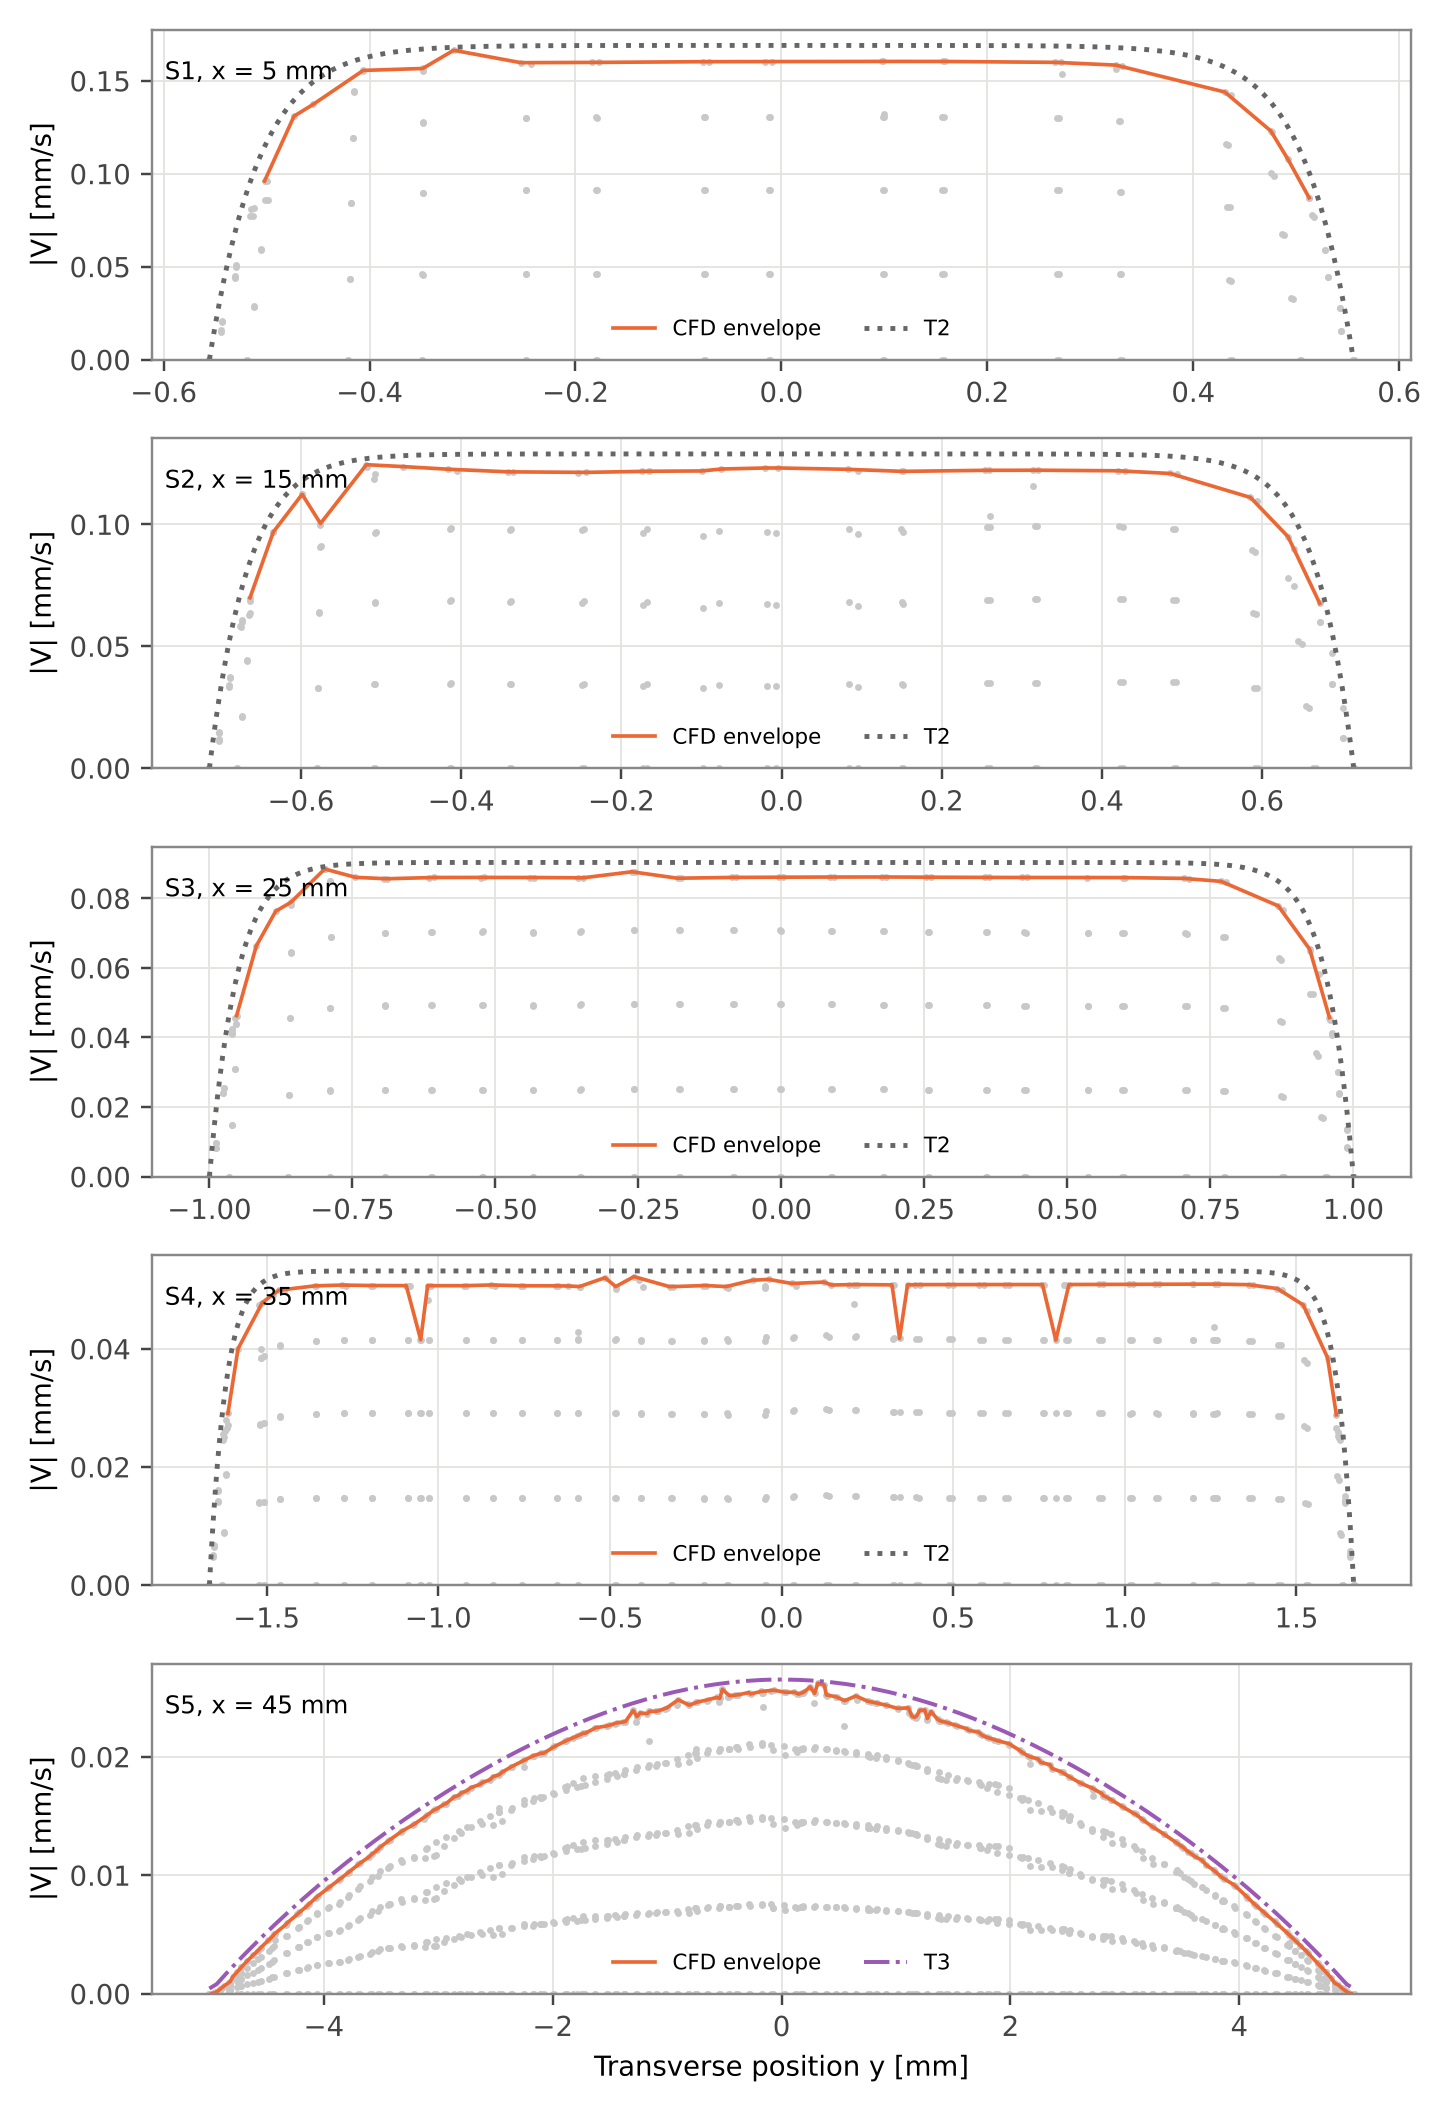 S1, x = 5 mm
|V| [mm/s]
0.15
0.10
0.05
0.00
CFD envelope T2
−0.6 −0.4 −0.2 0.0 0.2 0.4 0.6
S2, x = 15 mm
|V| [mm/s]
0.10
0.05
0.00
CFD envelope T2
−0.6 −0.4 −0.2 0.0 0.2 0.4 0.6
S3, x = 25 mm
|V| [mm/s]
0.08
0.06
0.04
0.02
0.00
CFD envelope T2
−1.00 −0.75 −0.50 −0.25 0.00 0.25 0.50 0.75 1.00
S4, x = 35 mm
|V| [mm/s]
0.04
0.02
0.00
CFD envelope T2
−1.5 −1.0 −0.5 0.0 0.5 1.0 1.5
S5, x = 45 mm
|V| [mm/s]
0.02
0.01
0.00
CFD envelope T3
−4 −2 0 2 4
Transverse position y [mm]